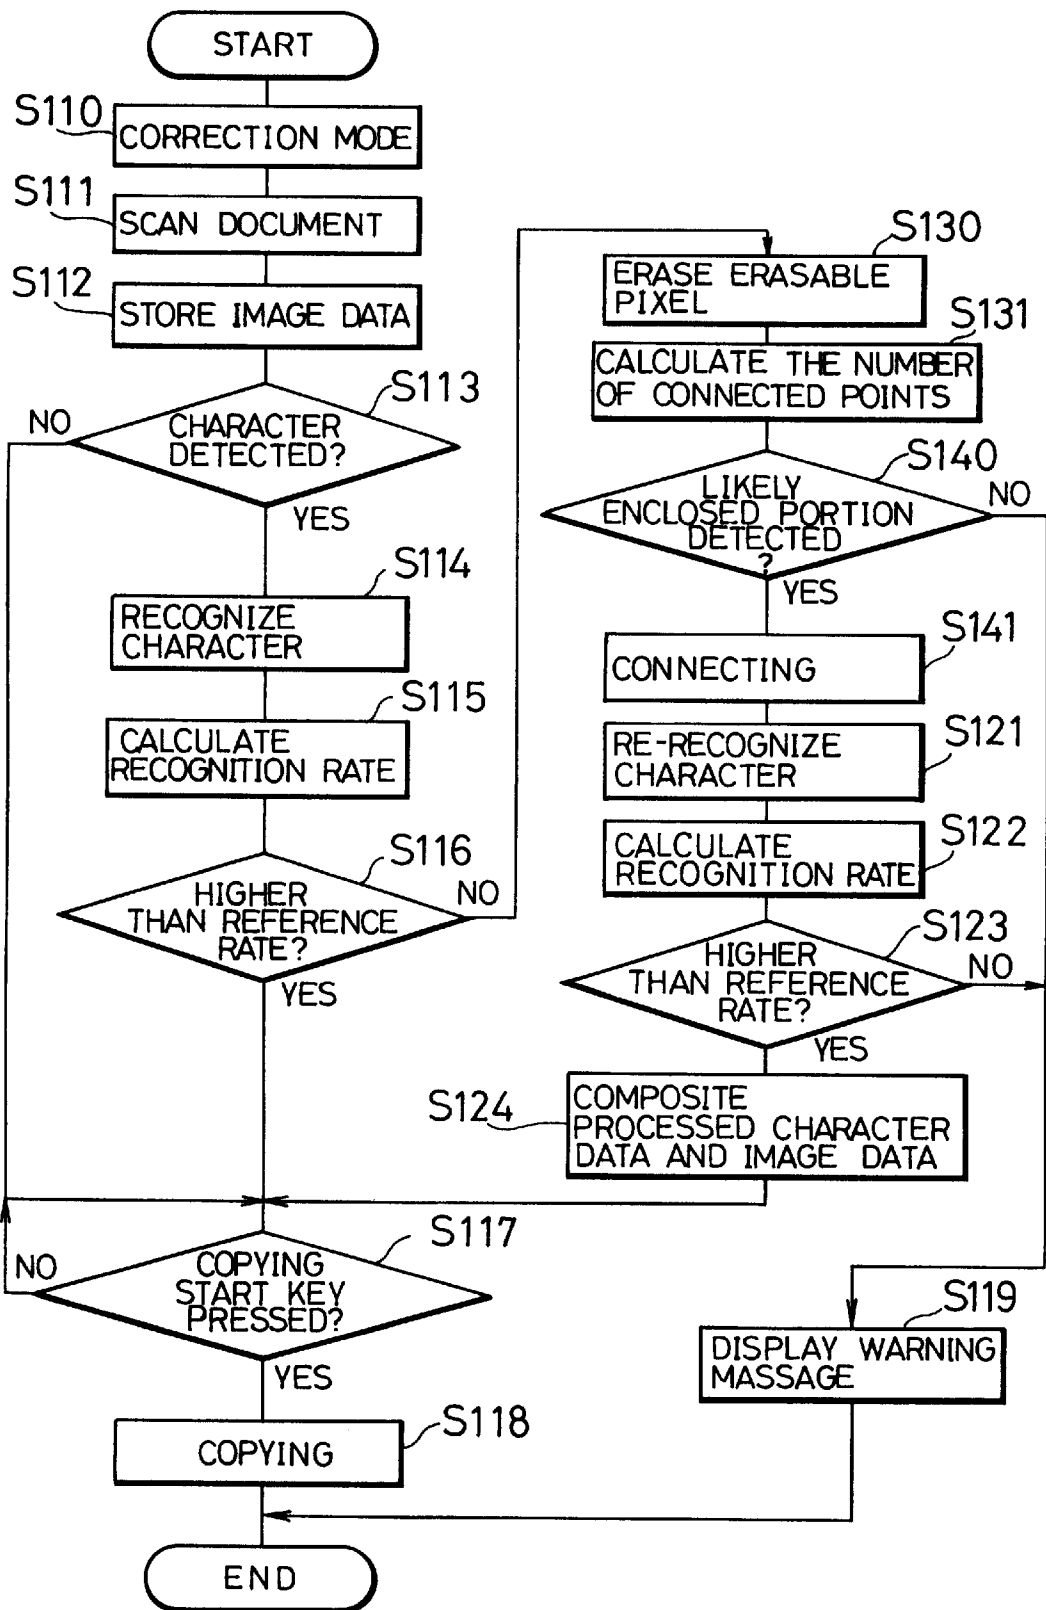 START
S110
CORRECTION MODE
S111
SCAN DOCUMENT
S112
STORE IMAGE DATA
S113
NO
CHARACTER
DETECTED?
YES
S114
RECOGNIZE
CHARACTER
S115
CALCULATE
RECOGNITION RATE
S116
HIGHER
THAN REFERENCE
RATE?
NO
YES
S130
ERASE ERASABLE
PIXEL
S131
CALCULATE THE NUMBER
OF CONNECTED POINTS
S140
LIKELY
ENCLOSED PORTION
DETECTED
?
NO
YES
S141
CONNECTING
S121
RE-RECOGNIZE
CHARACTER
S122
CALCULATE
RECOGNITION RATE
S123
HIGHER
THAN REFERENCE
RATE?
NO
YES
S124
COMPOSITE
PROCESSED CHARACTER
DATA AND IMAGE DATA
S117
NO
COPYING
START KEY
PRESSED?
YES
S119
DISPLAY WARNING
MASSAGE
S118
COPYING
END